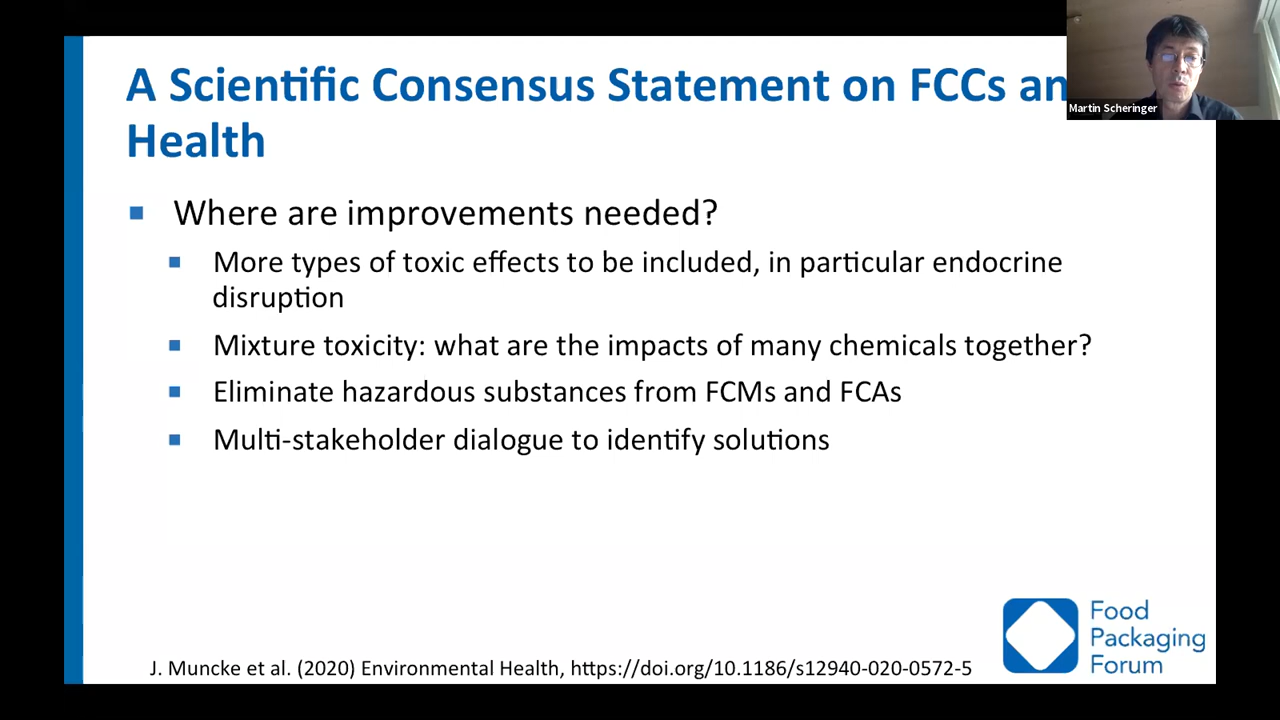 A Scientific Consensus Statement on FCCs an
Health
Martin Scheringer
Where are improvements needed?
More types of toxic effects to be included, in particular endocrine
disruption
Mixture toxicity: what are the impacts of many chemicals together?
Eliminate hazardous substances from FCMs and FCAs
Multi-stakeholder dialogue to identify solutions
Food
Packaging
Forum
J. Muncke et al. (2020) Environmental Health, https://doi.org/10.1186/s12940-020-0572-5